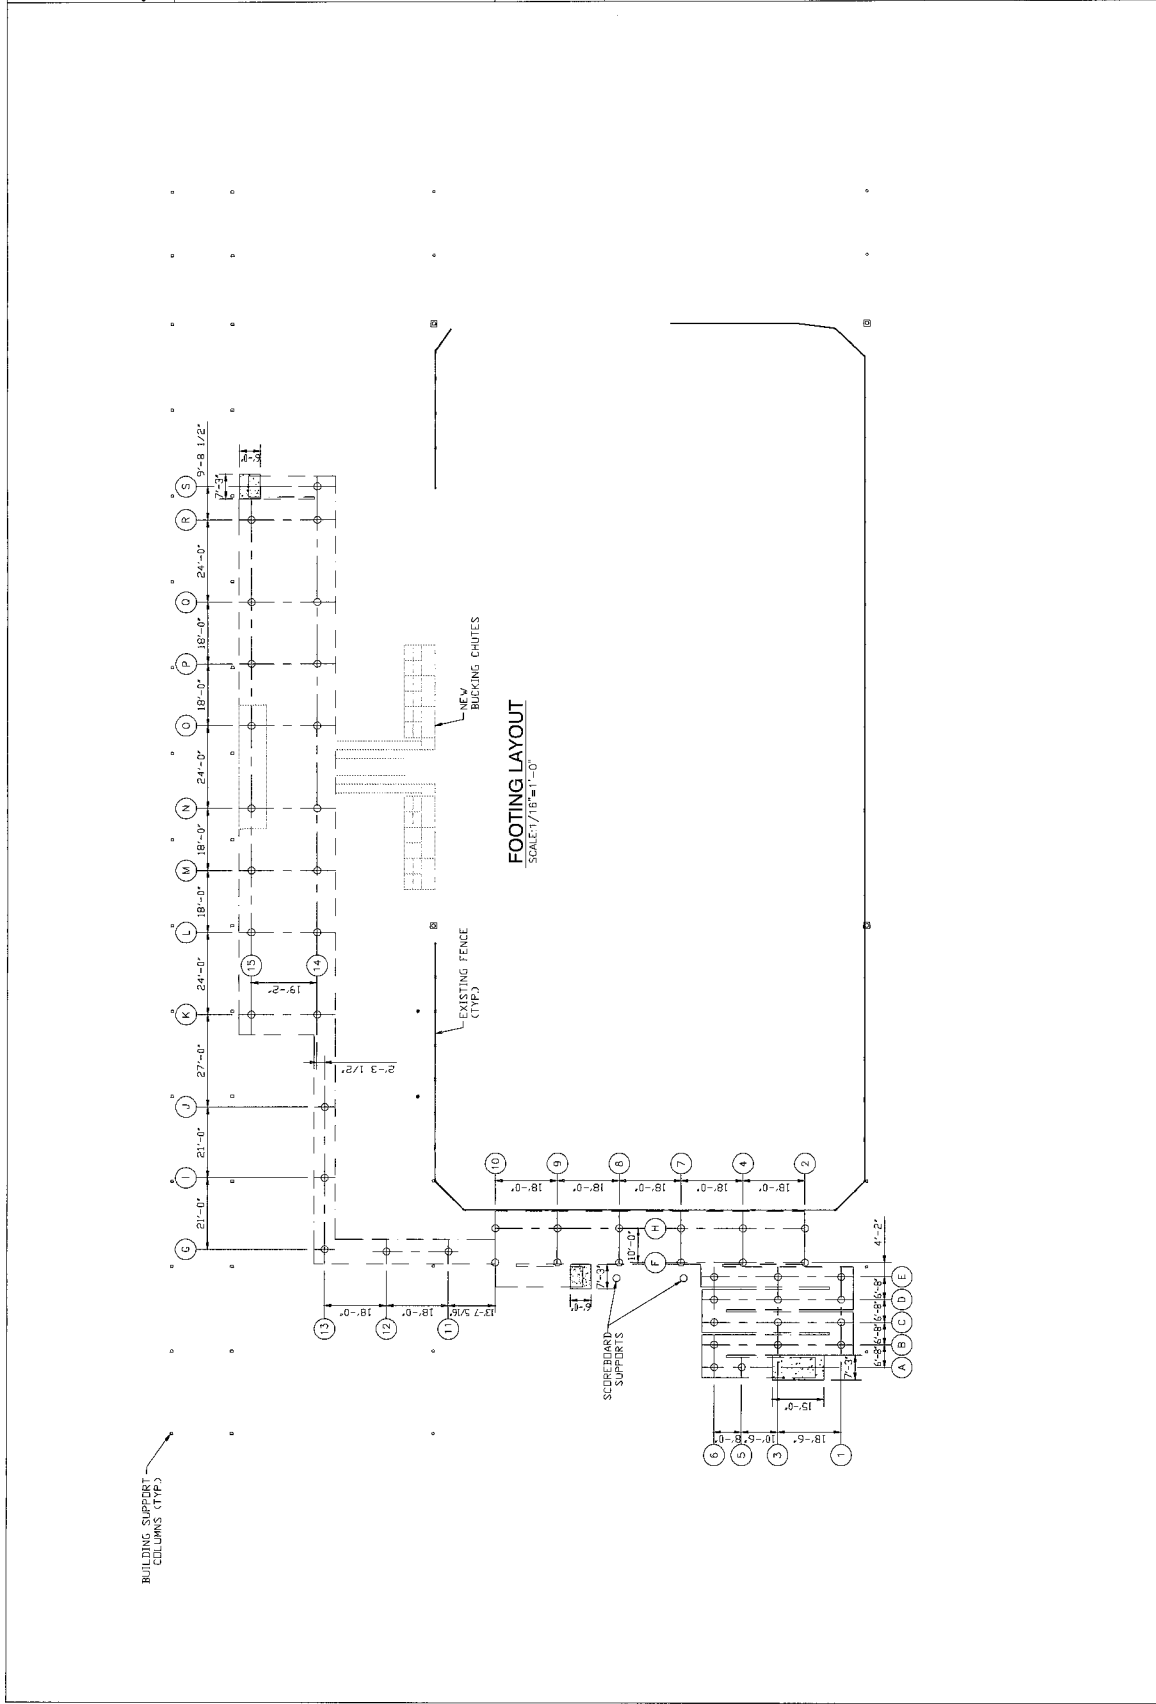 BUILDING SUPPORT
COLUMNS (TYP.)
G
I
J
K
L
M
N
O
P
Q
R
S
21'-0"
21'-0"
27'-0"
24'-0"
18'-0"
18'-0"
24'-0"
18'-0"
18'-0"
24'-0"
9'-8 1/2"
7'-3"
6'-0"
15
14
19'-2"
2'-3 1/2"
13
12
11
18'-0"
18'-0"
13'-7 5/16"
NEW
BUCKING CHUTES
EXISTING FENCE
(TYP.)
FOOTING LAYOUT
SCALE:1/16"=1'-0"
10
9
8
7
4
2
18'-0"
18'-0"
18'-0"
18'-0"
18'-0"
H
F
10'-0"
7'-3"
6'-0"
SCOREBOARD
SUPPORTS
4'-2"
A
B
C
D
E
6'-8"
6'-8"
6'-8"
6'-8"
7'-3"
15'-0"
6
5
3
1
8'-0"
10'-6"
18'-6"